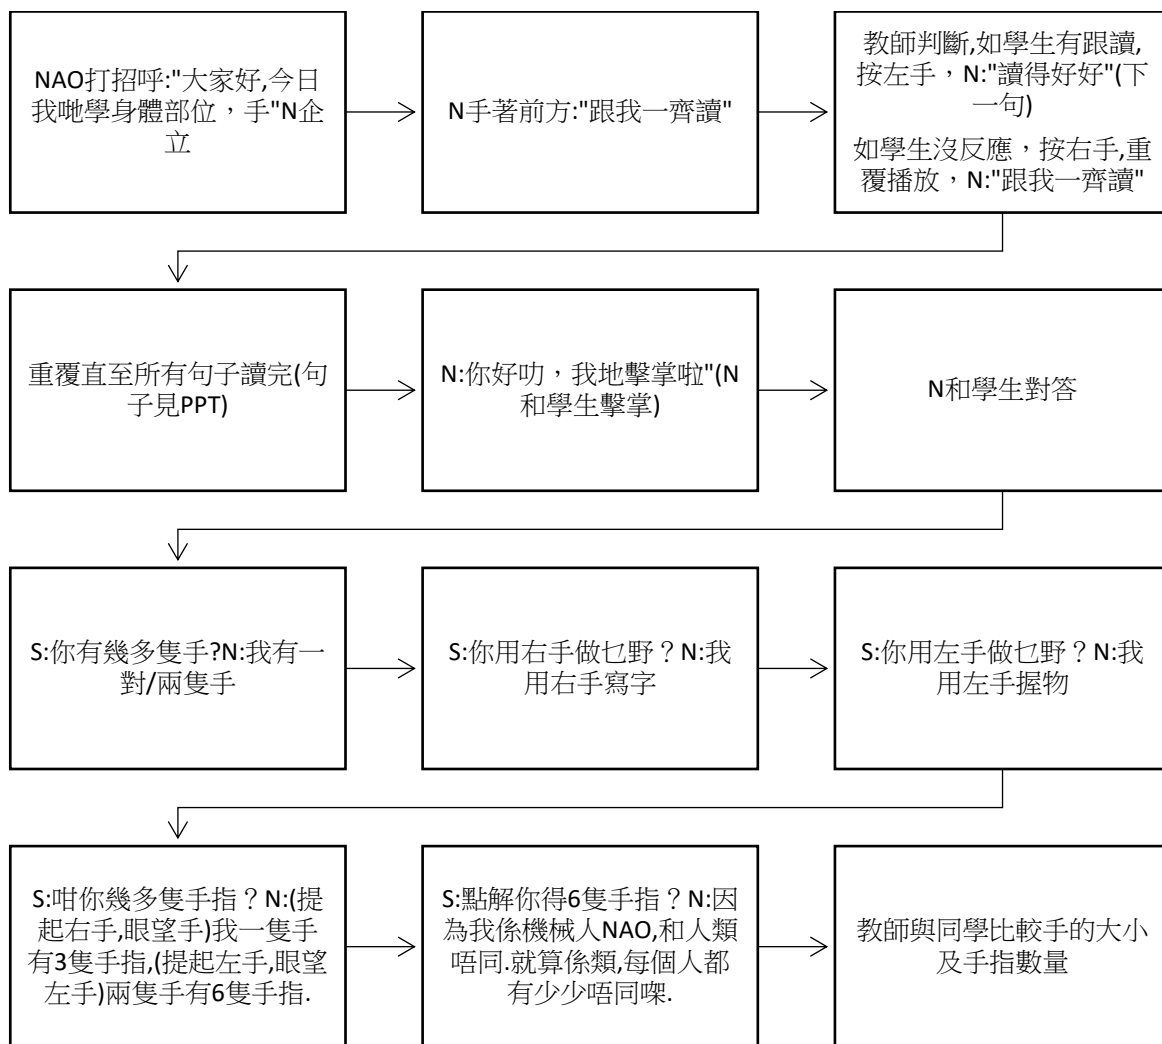 NAO打招呼:"大家好,今日
我哋學身體部位，手"N企
立
N手著前方:"跟我一齊讀"
教師判斷,如學生有跟讀,
按左手，N:"讀得好好"(下
一句)
如學生沒反應，按右手,重
覆播放，N:"跟我一齊讀"
重覆直至所有句子讀完(句
子見PPT)
N:你好叻，我地擊掌啦"(N
和學生擊掌)
N和學生對答
S:你有幾多隻手?N:我有一
對/兩隻手
S:你用右手做乜野？N:我
用右手寫字
S:你用左手做乜野？N:我
用左手握物
S:咁你幾多隻手指？N:(提
起右手,眼望手)我一隻手
有3隻手指,(提起左手,眼望
左手)兩隻手有6隻手指.
S:點解你得6隻手指？N:因
為我係機械人NAO,和人類
唔同.就算係類,每個人都
有少少唔同㗎.
教師與同學比較手的大小
及手指數量